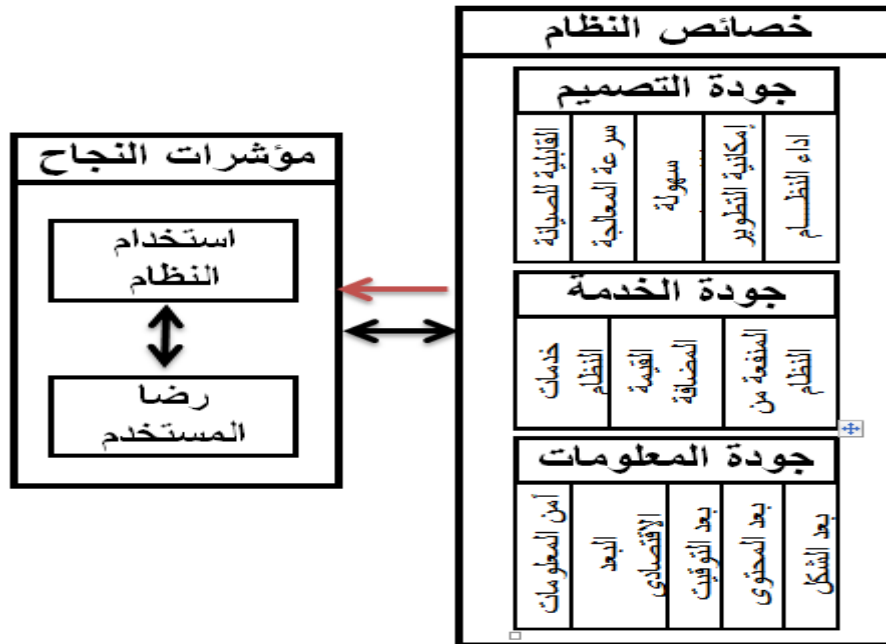 خصائص النظام
جودة التصميم
اداء النظـــام
إمكانية التطوير
سهولة
سرعة المعالجة
القابلية للصيانة
جودة الخدمة
المنفعة من
النظام
القيمة
المضافة
خدمات
النظام
جودة المعلومات
بعد الشكل
بعد المحتوى
بعد التوقيت
البعد
الاقتصادى
أمن المعلومات
مؤشرات النجاح
استخدام
النظام
رضا
المستخدم